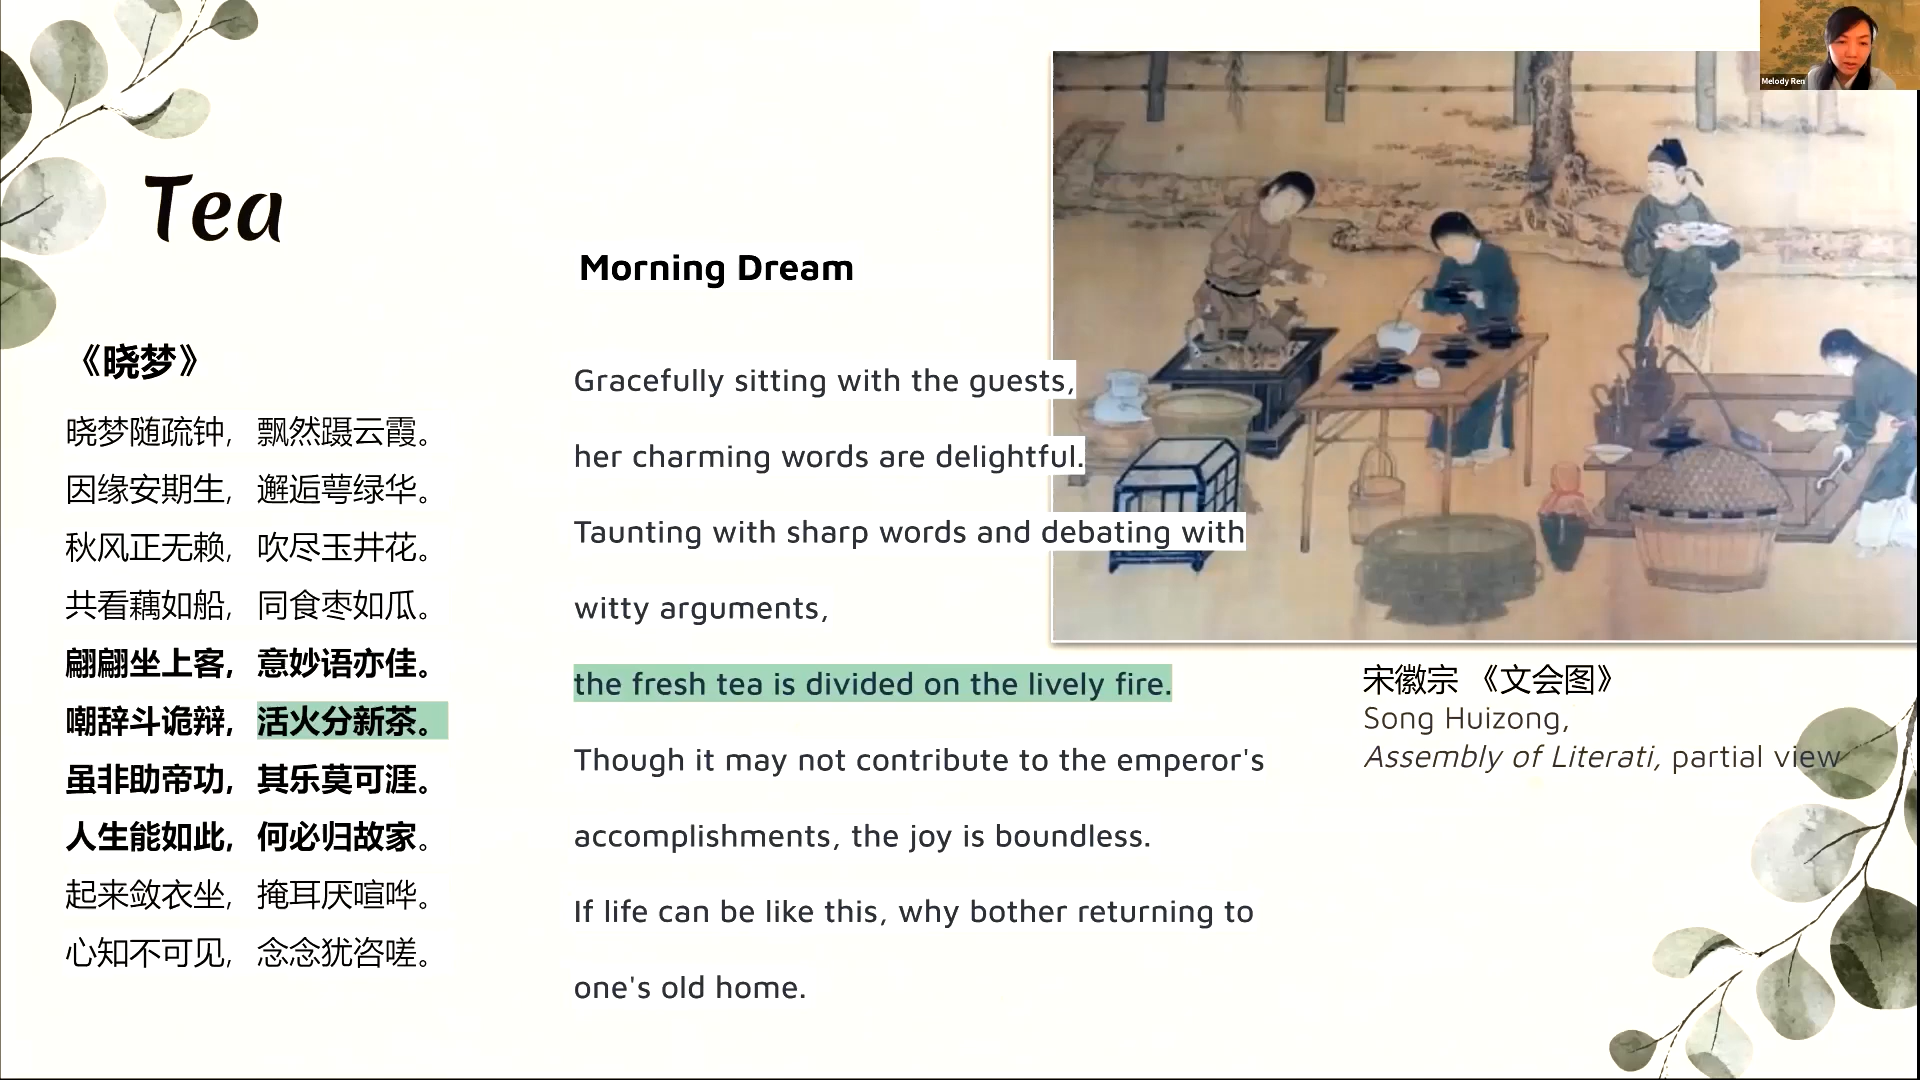 Melody Ren
Tea
《晓梦》
晓梦随疏钟, 飘然蹑云霞。
因缘安期生, 邂逅萼绿华。
秋风正无赖, 吹尽玉井花。
共看藕如船, 同食枣如瓜。
翩翩坐上客, 意妙语亦佳。
嘲辞斗诡辩, 活火分新茶。
虽非助帝功, 其乐莫可涯。
人生能如此, 何必归故家。
起来敛衣坐, 掩耳厌喧哗。
心知不可见, 念念犹咨嗟。
Morning Dream
Gracefully sitting with the guests,
her charming words are delightful.
Taunting with sharp words and debating with
witty arguments,
the fresh tea is divided on the lively fire.
Though it may not contribute to the emperor's
accomplishments, the joy is boundless.
If life can be like this, why bother returning to
one's old home.
宋徽宗 《文会图》
Song Huizong,
Assembly of Literati, partial view